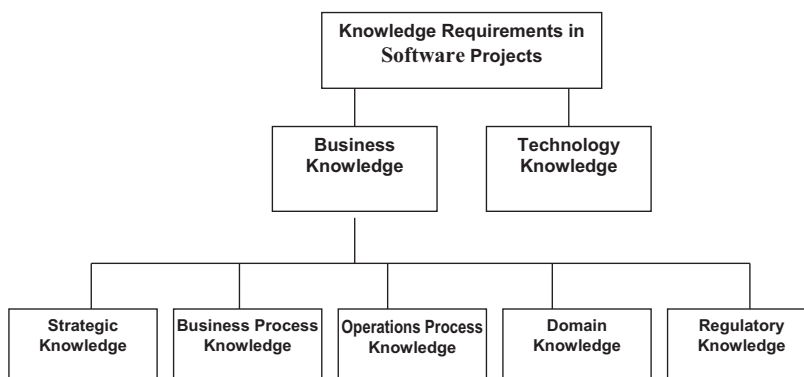 Knowledge Requirements in
Software Projects
Business
Knowledge
Technology
Knowledge
Strategic
Knowledge
Business Process
Knowledge
Operations Process
Knowledge
Domain
Knowledge
Regulatory
Knowledge